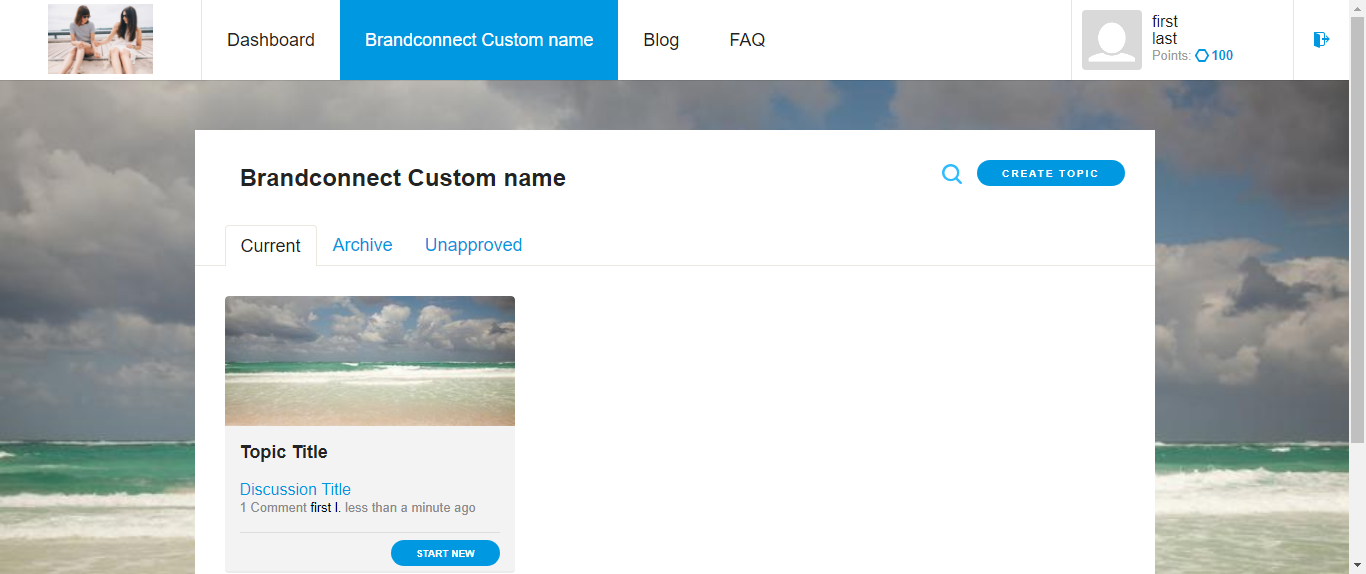 Dashboard
Brandconnect Custom name
Blog
FAQ
first
last
Points: 100
Brandconnect Custom name
CREATE TOPIC
Current
Archive
Unapproved
Topic Title
Discussion Title
1 Comment first l. less than a minute ago
START NEW